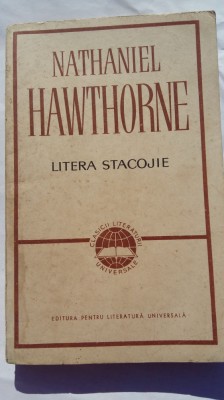 NATHANIEL
HAWTHORNE
LITERA STACOJIE
CLASICII LITERATURII
UNIVERSALE
EDITURA PENTRU LITERATURĂ UNIVERSALĂ